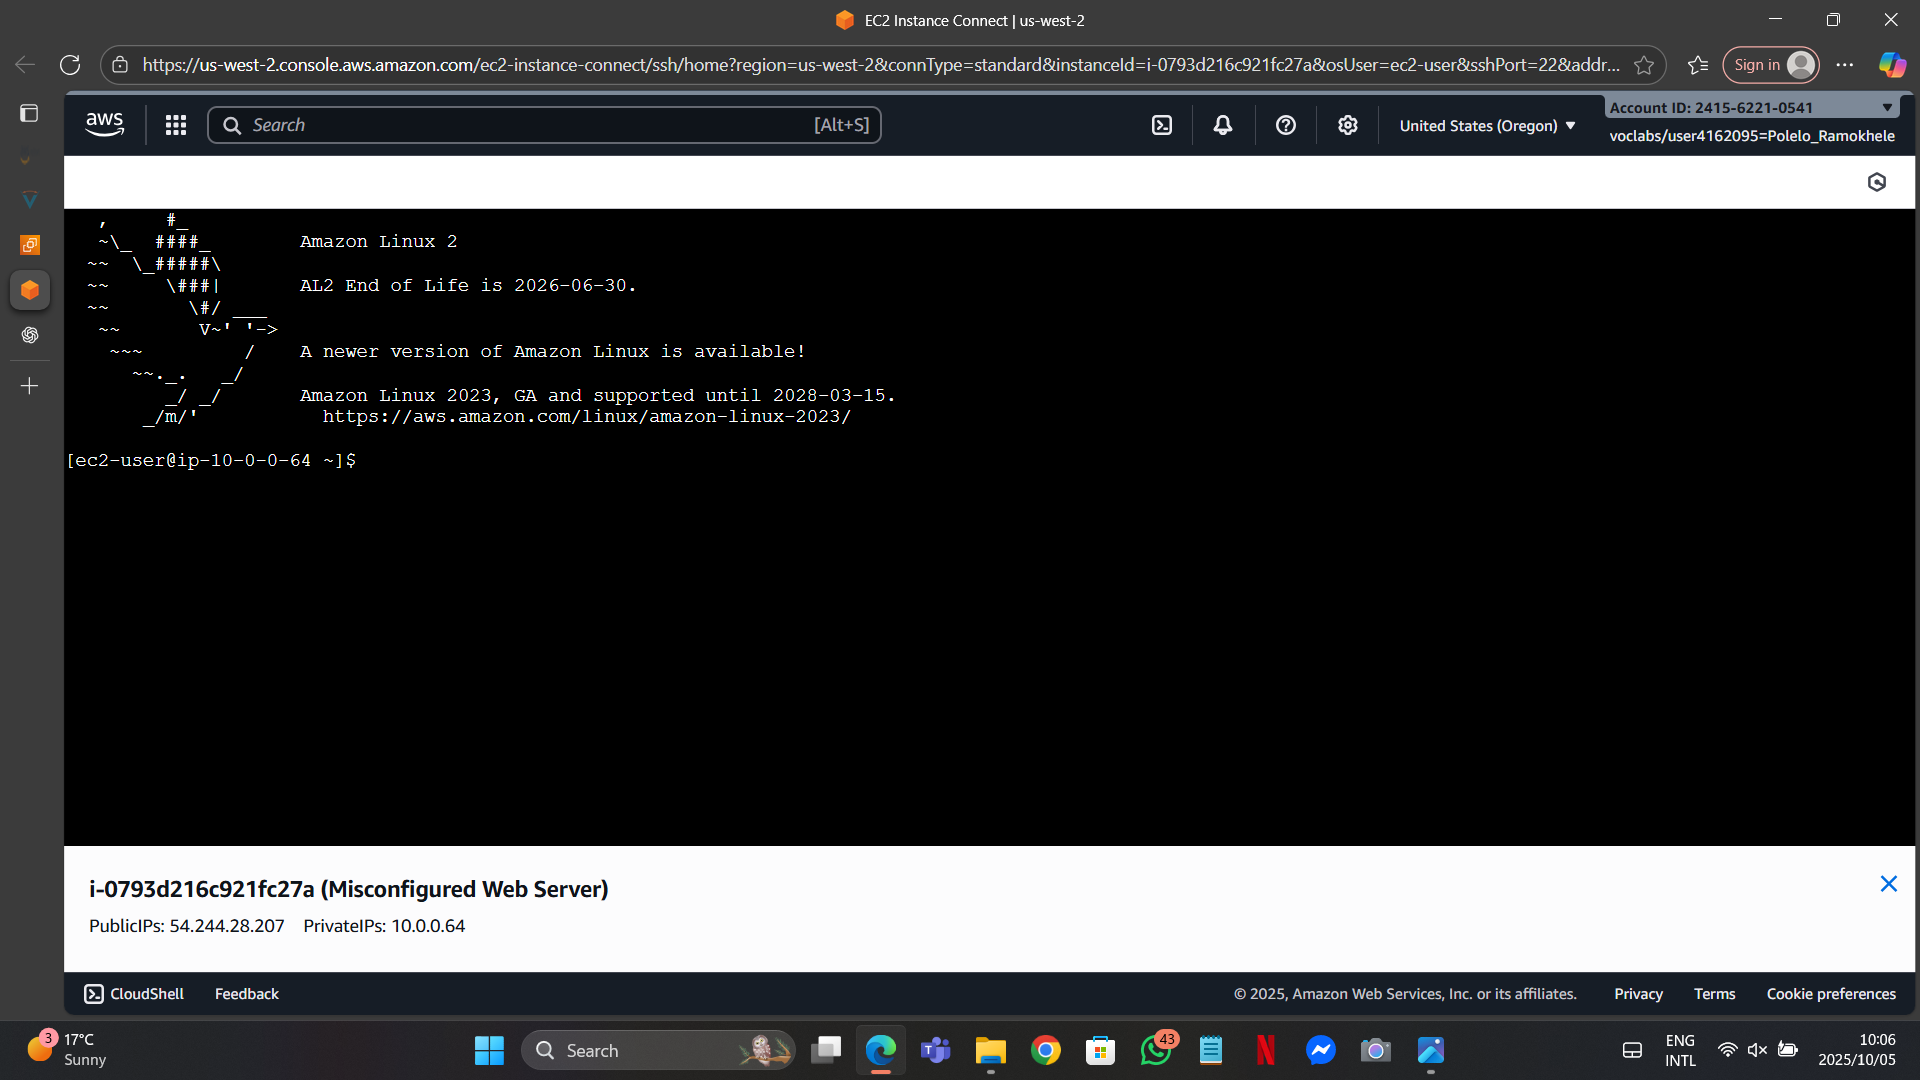 EC2 Instance Connect | us-west-2
https://us-west-2.console.aws.amazon.com/ec2-instance-connect/ssh/home?region=us-west-2&connType=standard&instanceId=i-0793d216c921fc27a&osUser=ec2-user&sshPort=22&addr...
Sign in
aws
Search
[Alt+S]
United States (Oregon)
Account ID: 2415-6221-0541
voclabs/user4162095=Polelo_Ramokhele
   ,     #_
   ~\_  ####_        Amazon Linux 2
  ~~  \_#####\
  ~~     \###|       AL2 End of Life is 2026-06-30.
  ~~       \#/ ___
   ~~       V~' '->
    ~~~         /    A newer version of Amazon Linux is available!
      ~~._.   _/
         _/ _/       Amazon Linux 2023, GA and supported until 2028-03-15.
       _/m/'           https://aws.amazon.com/linux/amazon-linux-2023/
[ec2-user@ip-10-0-0-64 ~]$
i-0793d216c921fc27a (Misconfigured Web Server)
PublicIPs: 54.244.28.207 PrivateIPs: 10.0.0.64
CloudShell
Feedback
© 2025, Amazon Web Services, Inc. or its affiliates.
Privacy
Terms
Cookie preferences
3
17°C
Sunny
Search
43
ENG
INTL
10:06
2025/10/05